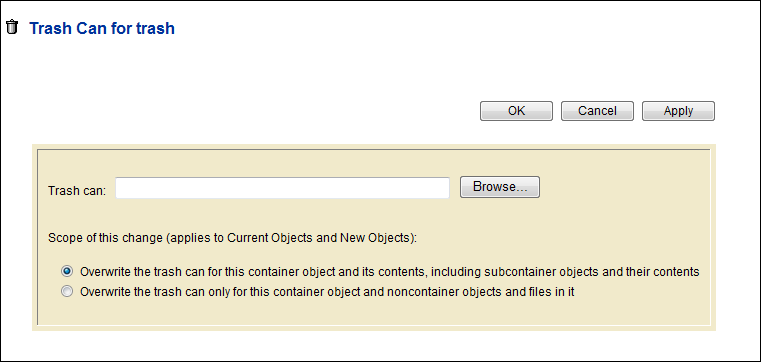 Trash Can for trash
OK Cancel Apply
Trash can: Browse...
Scope of this change (applies to Current Objects and New Objects):
Overwrite the trash can for this container object and its contents, including subcontainer objects and their contents
Overwrite the trash can only for this container object and noncontainer objects and files in it